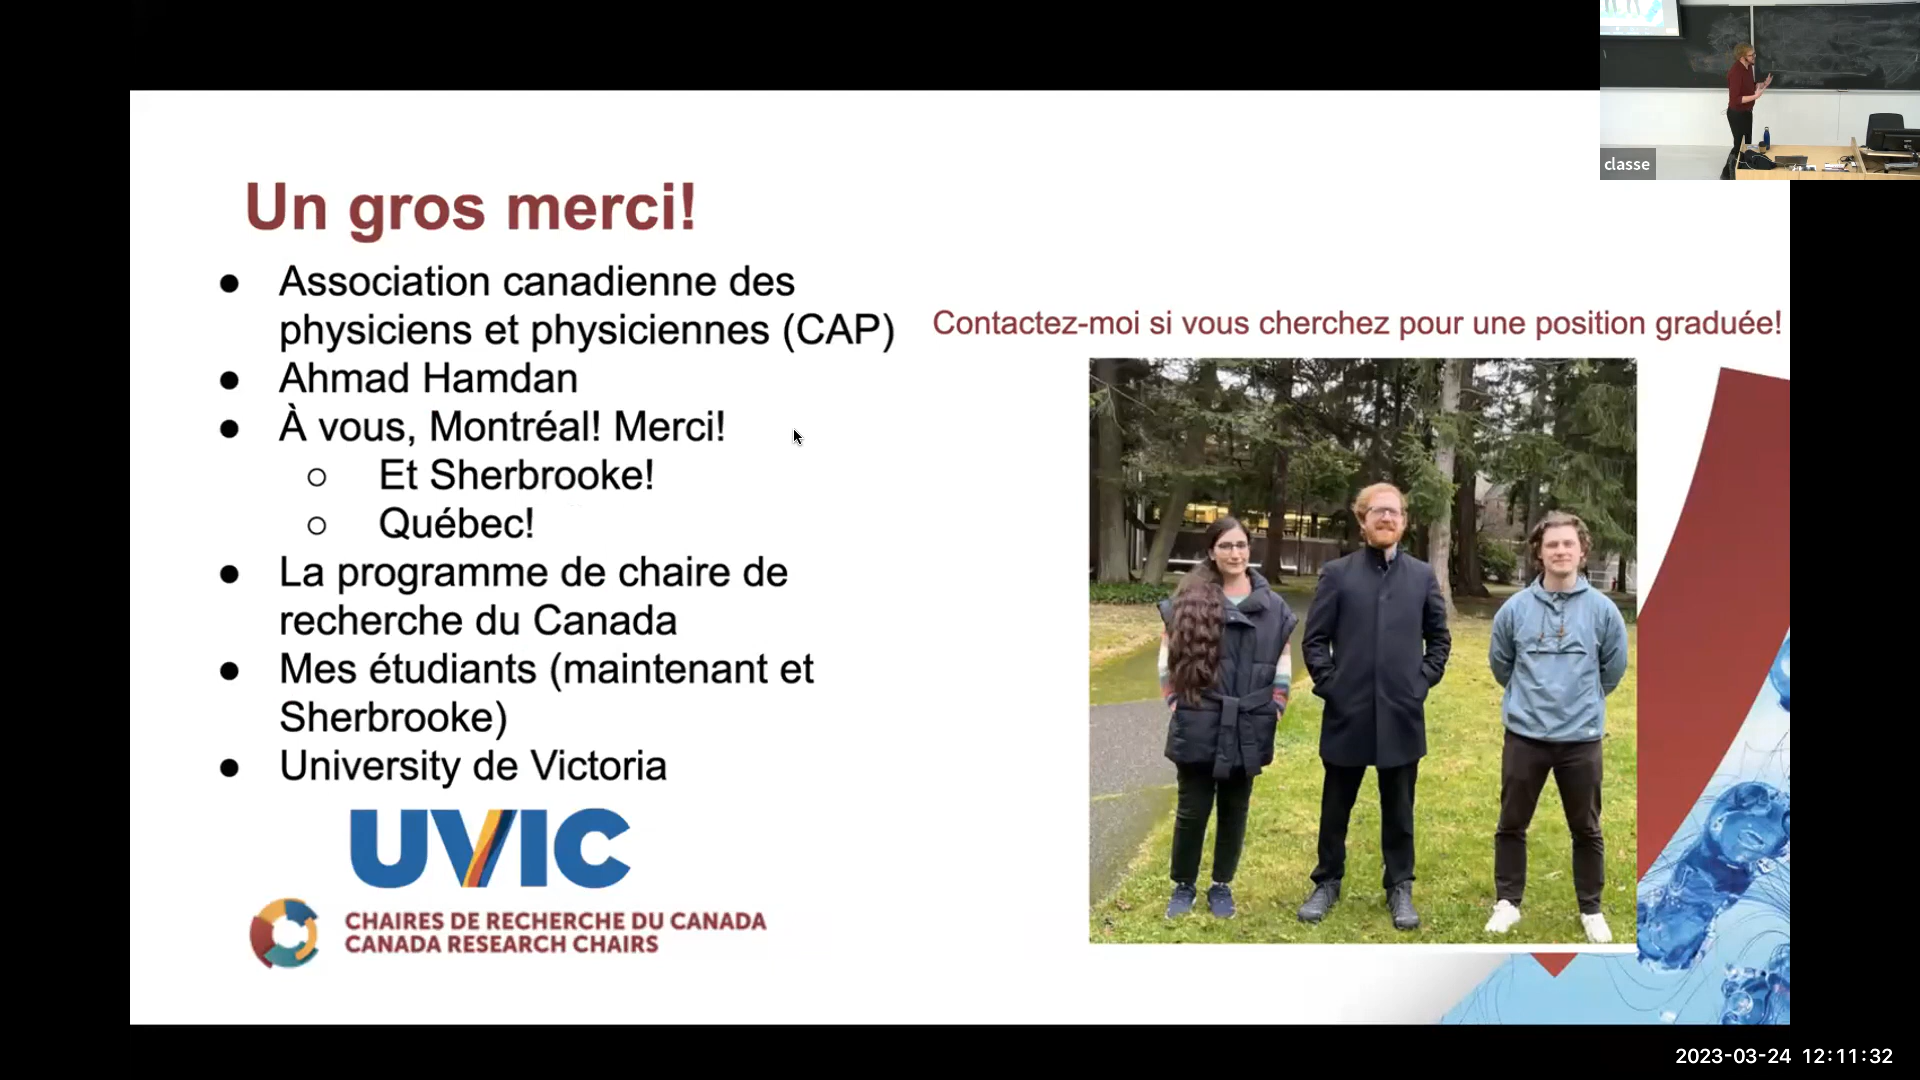 classe
Un gros merci!
● Association canadienne des
physiciens et physiciennes (CAP)
● Ahmad Hamdan
● À vous, Montréal! Merci!
○ Et Sherbrooke!
○ Québec!
● La programme de chaire de
recherche du Canada
● Mes étudiants (maintenant et
Sherbrooke)
● University de Victoria
UVIC
CHAIRES DE RECHERCHE DU CANADA
CANADA RESEARCH CHAIRS
Contactez-moi si vous cherchez pour une position graduée!
2023-03-24 12:11:32